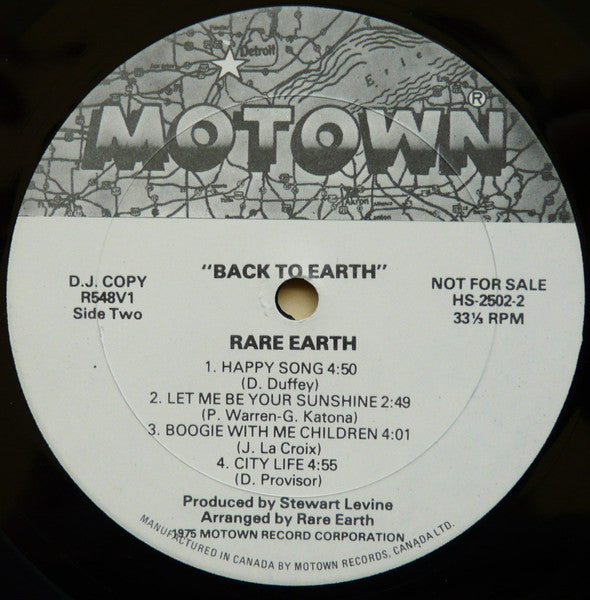 Detroit
Erie
MOTOWN®
Akron
"BACK TO EARTH"
D.J. COPY
R548V1
Side Two
NOT FOR SALE
HS-2502-2
33⅓ RPM
RARE EARTH
1. HAPPY SONG 4:50
(D. Duffey)
2. LET ME BE YOUR SUNSHINE 2:49
(P. Warren-G. Katona)
3. BOOGIE WITH ME CHILDREN 4:01
(J. La Croix)
4. CITY LIFE 4:55
(D. Provisor)
Produced by Stewart Levine
Arranged by Rare Earth
1975 MOTOWN RECORD CORPORATION
MANUFACTURED IN CANADA BY MOTOWN RECORDS, CANADA LTD.